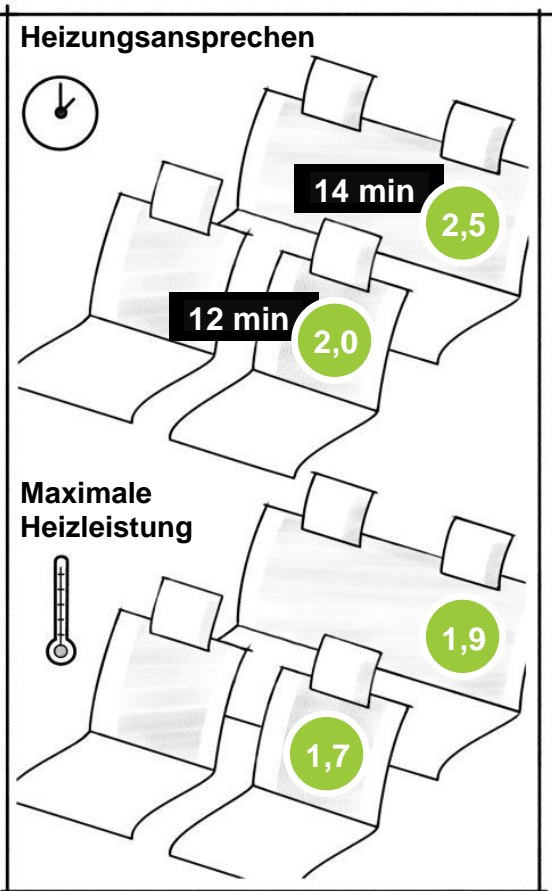 Heizungsansprechen
14 min
2,5
12 min
2,0
Maximale
Heizleistung
1,9
1,7